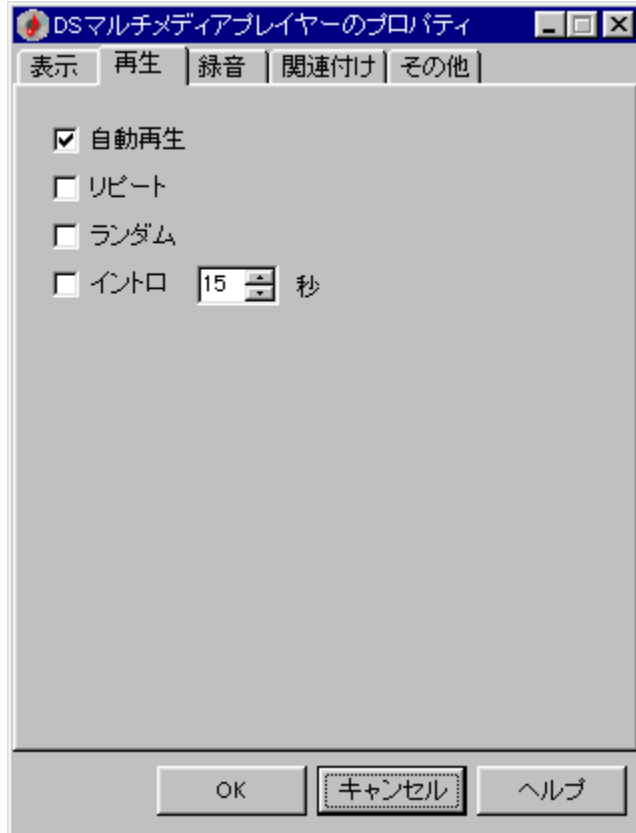 DSマルチメディアプレイヤーのプロパティ
表示 再生 録音 関連付け その他
自動再生
リピート
ランダム
イントロ 15 秒
OK キャンセル ヘルプ